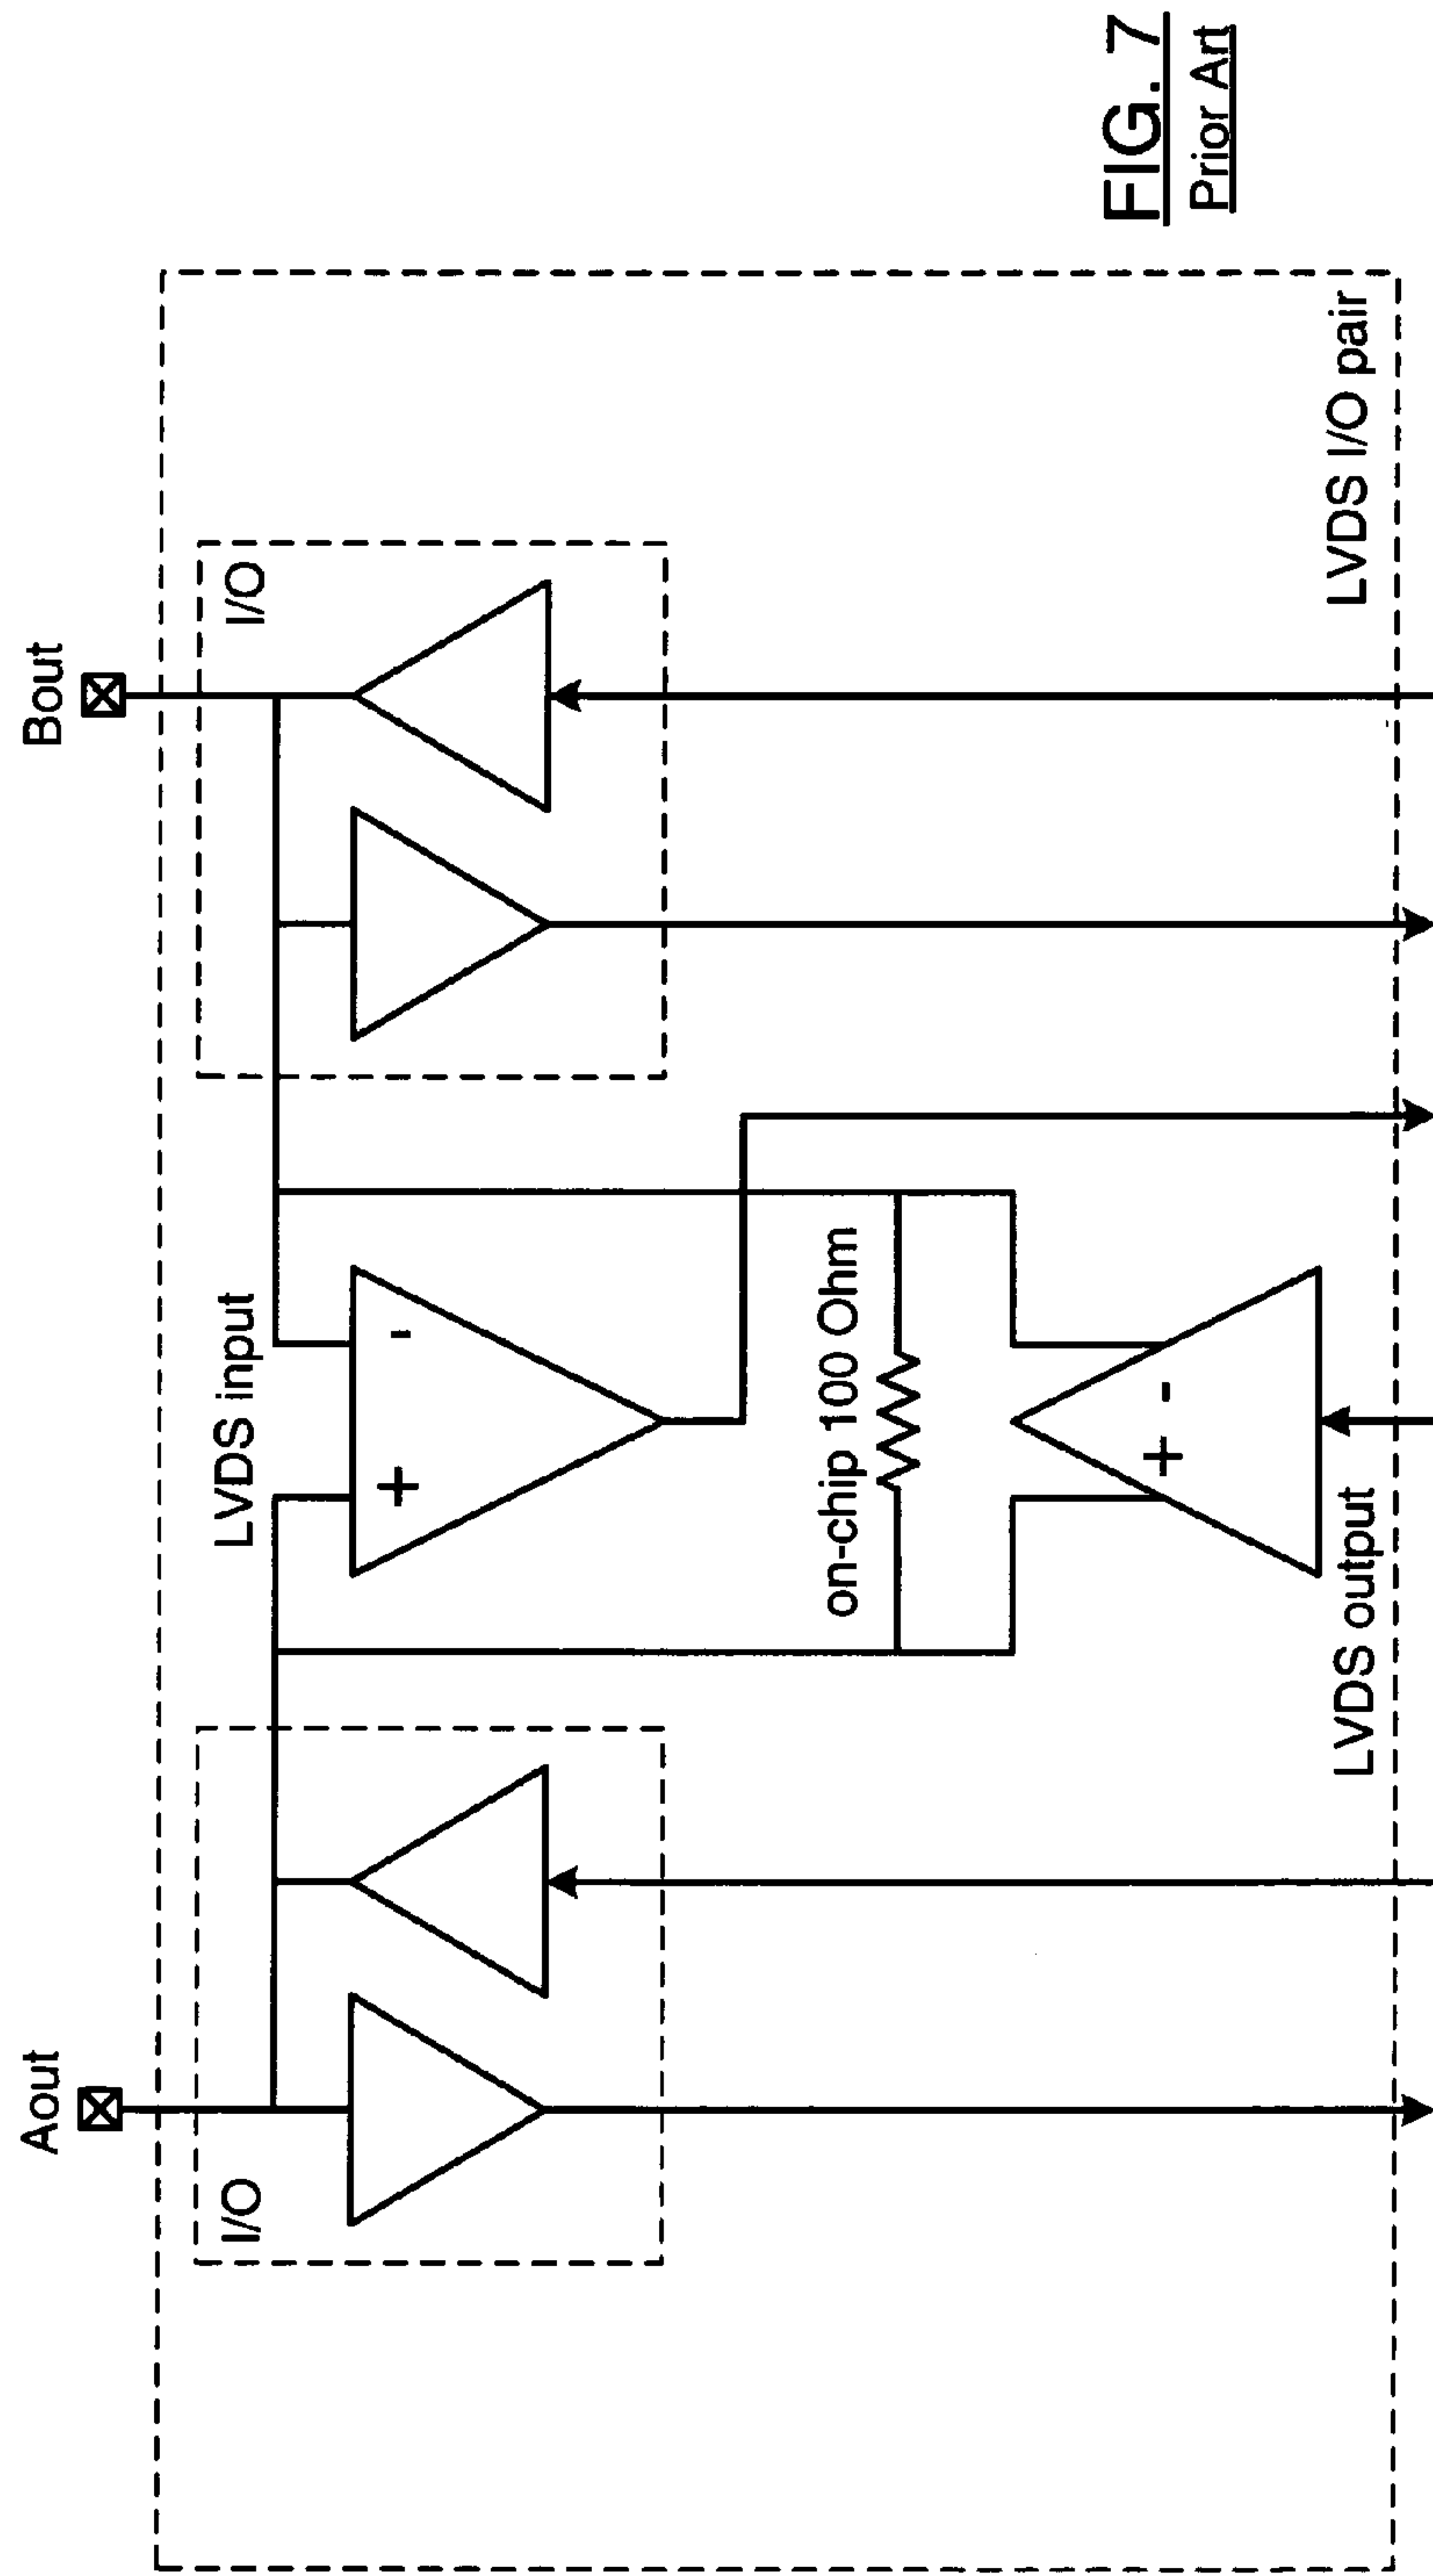 Aout
Bout
I/O
LVDS input
I/O
+ -
on-chip 100 Ohm
+ -
LVDS output
LVDS I/O pair
FIG. 7
Prior Art